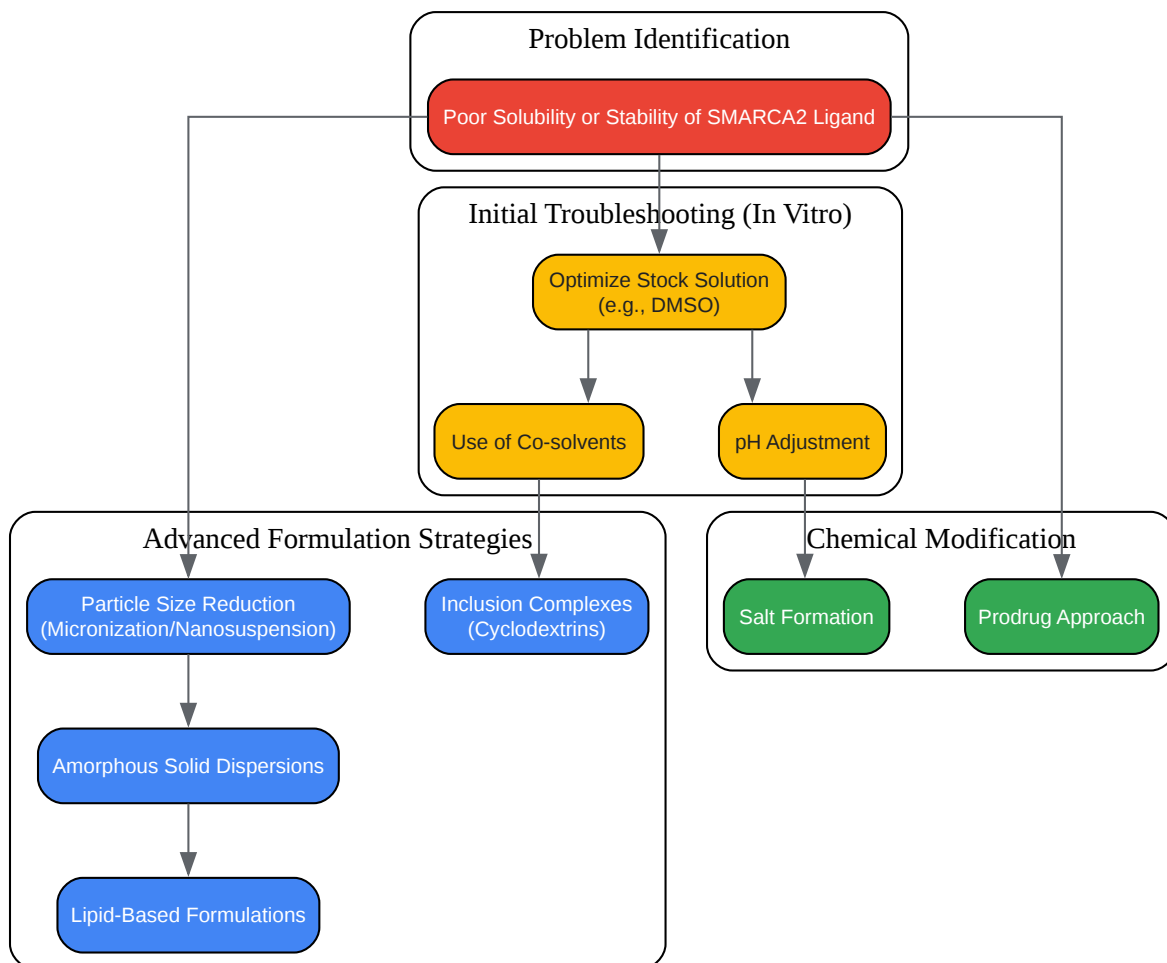 Problem Identification
Poor Solubility or Stability of SMARCA2 Ligand
Initial Troubleshooting (In Vitro)
Optimize Stock Solution
(e.g., DMSO)
Use of Co-solvents
pH Adjustment
Advanced Formulation Strategies
Particle Size Reduction
(Micronization/Nanosuspension)
Inclusion Complexes
(Cyclodextrins)
Amorphous Solid Dispersions
Lipid-Based Formulations
Chemical Modification
Salt Formation
Prodrug Approach